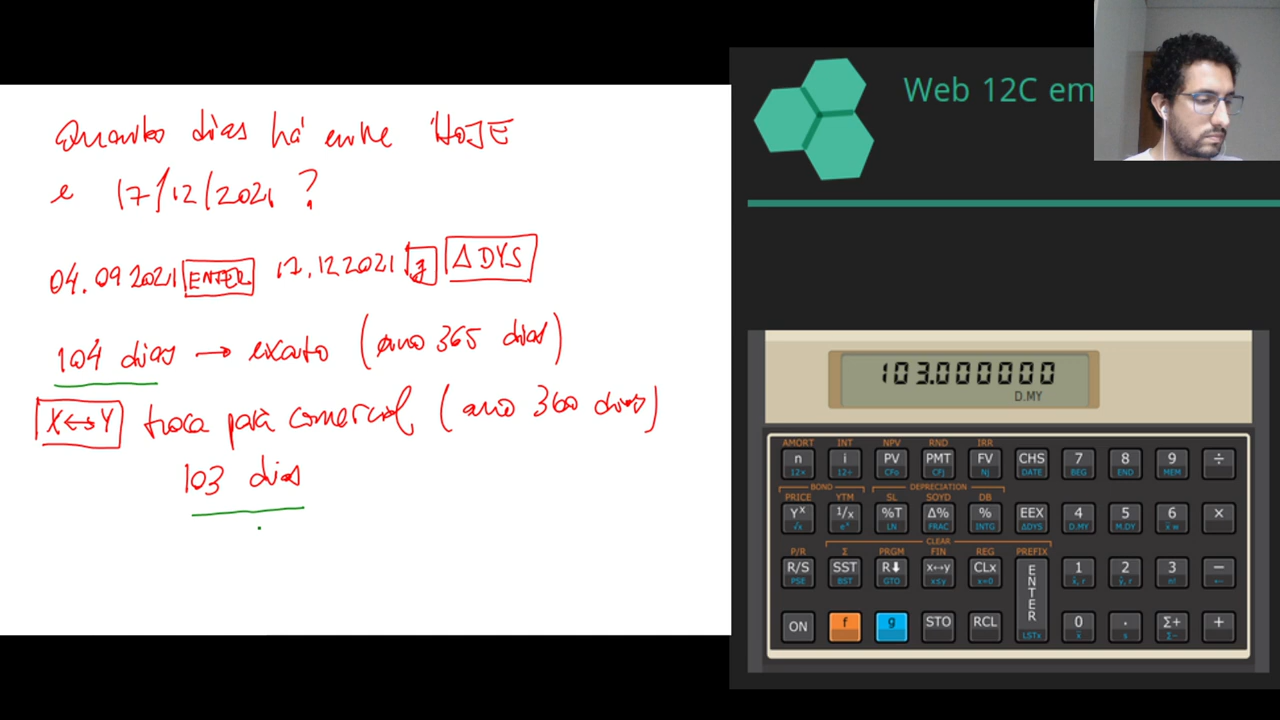 Quantos dias há entre HOJE
e 17/12/2021 ?
04.092021 ENTER 17.122021 g ΔDYS
104 dias → exato (ano 365 dias)
X↔Y troca para comercial (ano 360 dias)
103 dias
Web 12C em
103.000000
D.MY
AMORT INT NPV RND IRR
n i PV PMT FV CHS 7 8 9 ÷
12× 12÷ CFo CFj Nj DATE BEG END MEM
BOND DEPRECIATION
PRICE YTM SL SOYD DB
Yˣ 1/x %T Δ% % EEX 4 5 6 ×
√x eˣ LN FRAC INTG ΔDYS D.MY M.DY x̄ w
CLEAR
P/R Σ PRGM FIN REG PREFIX
R/S SST R⬇ x↔y CLx ENTER 1 2 3 −
PSE BST GTO x≤y x=0 x̂, r ŷ, r n! ←
ON f g STO RCL 0 . Σ+ +
LSTx x̄ s Σ−